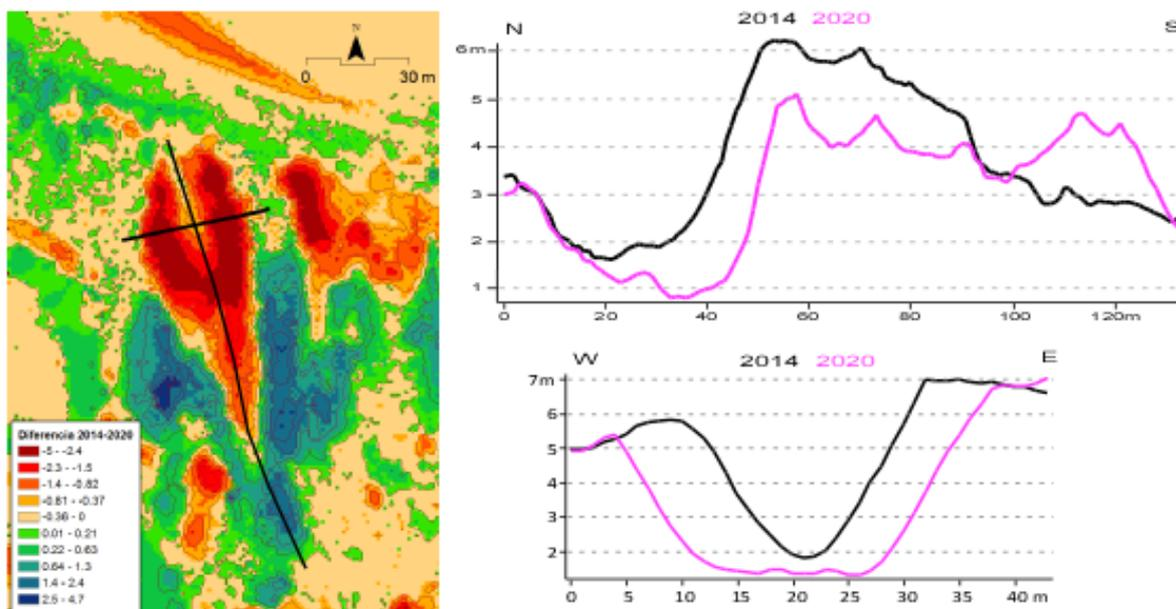 N
0 30 m
Diferencia 2014-2020
-5 - -2.4
-2.3 - -1.5
-1.4 - -0.82
-0.81 - -0.37
-0.36 - 0
0.01 - 0.21
0.22 - 0.63
0.64 - 1.3
1.4 - 2.4
2.5 - 4.7
2014 2020
N S
6m
5
4
3
2
1
0 20 40 60 80 100 120m
2014 2020
W E
7m
6
5
4
3
2
0 5 10 15 20 25 30 35 40 m